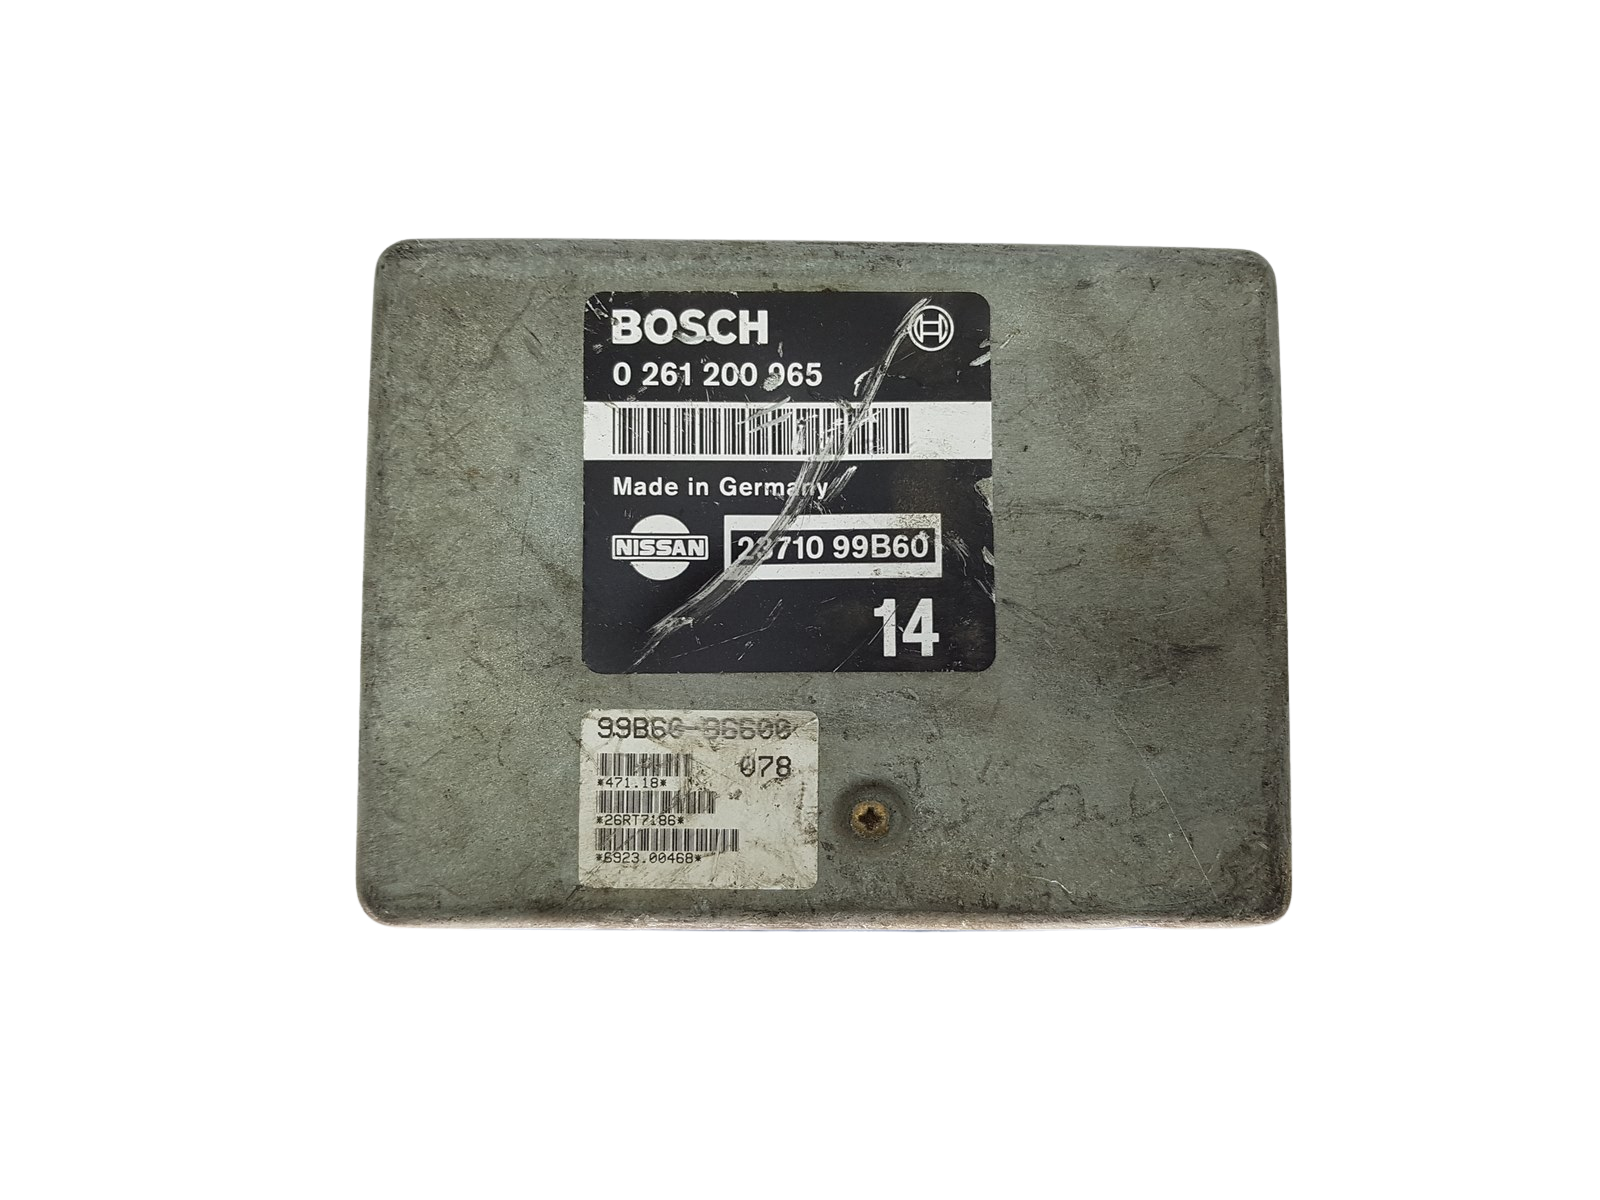 BOSCH
0 261 200 965
Made in Germany
NISSAN 23710 99B60
14
99B60-B6600
078
*471.18*
*26RT7186*
*6923.00468*